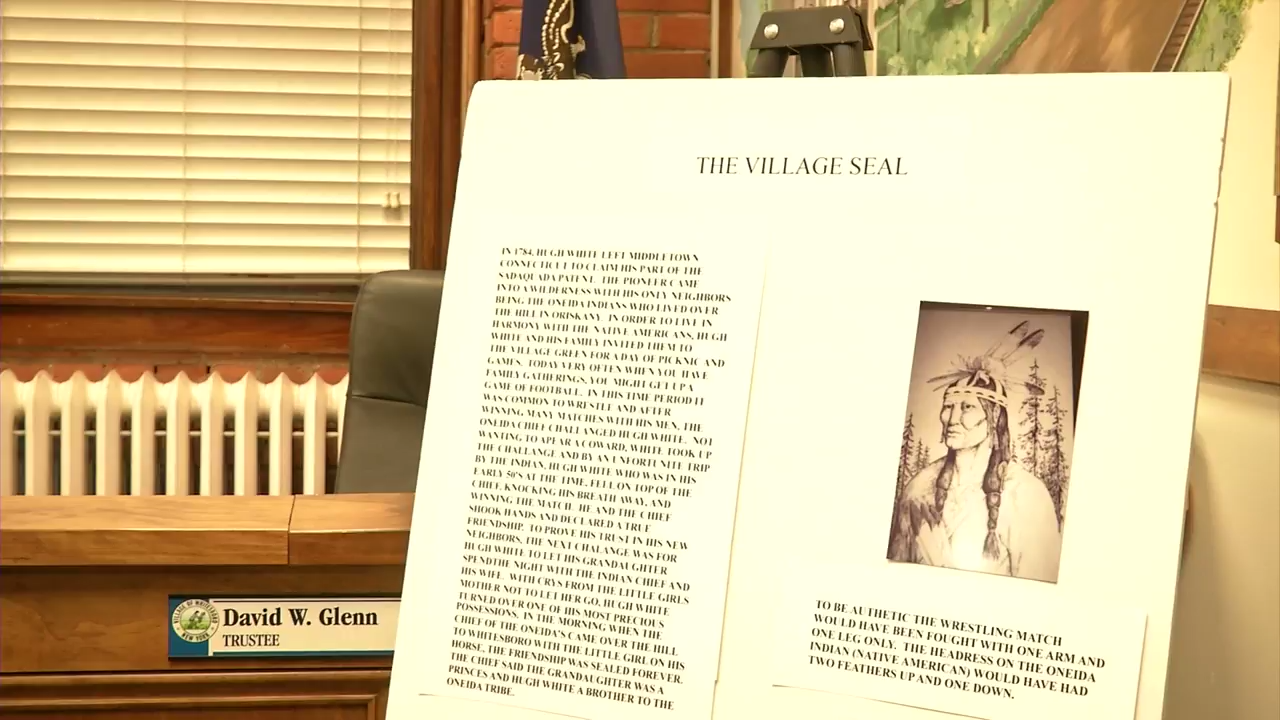 THE VILLAGE SEAL
IN 1784, HUGH WHITE LEFT MIDDLETOWN
CONNECTICUT TO CLAIM HIS PART OF THE
SADAQUADA PATENT. THE PIONEER CAME
INTO A WILDERNESS WITH HIS ONLY NEIGHBORS
BEING THE ONEIDA INDIANS WHO LIVED OVER
THE HILL IN ORISKANY. IN ORDER TO LIVE IN
HARMONY WITH THE NATIVE AMERICANS, HUGH
WHITE AND HIS FAMILY INVITED THEM TO
THE VILLAGE GREEN FOR A DAY OF PICKNIC AND
GAMES. TODAY VERY OFTEN WHEN YOU HAVE
FAMILY GATHERINGS, YOU MIGHT GET UP A
GAME OF FOOTBALL. IN THIS TIME PERIOD IT
WAS COMMON TO WRESTLE AND AFTER
WINNING MANY MATCHES WITH HIS MEN, THE
ONEIDA CHIEF CHALLANGED HUGH WHITE. NOT
WANTING TO APEAR A COWARD, WHITE TOOK UP
THE CHALLANGE AND BY AN UNFORTUNITE TRIP
BY THE INDIAN, HUGH WHITE WHO WAS IN HIS
EARLY 50'S AT THE TIME, FELL ON TOP OF THE
CHIEF, KNOCKING HIS BREATH AWAY, AND
WINNING THE MATCH. HE AND THE CHIEF
SHOOK HANDS AND DECLARED A TRUE
FRIENDSHIP. TO PROVE HIS TRUST IN HIS NEW
NEIGHBORS, THE NEXT CHALANGE WAS FOR
HUGH WHITE TO LET HIS GRANDAUGHTER
SPEND THE NIGHT WITH THE INDIAN CHIEF AND
HIS WIFE. WITH CRYS FROM THE LITTLE GIRLS
MOTHER NOT TO LET HER GO, HUGH WHITE
TURNED OVER ONE OF HIS MOST PRECIOUS
POSSESSIONS. IN THE MORNING WHEN THE
CHIEF OF THE ONEIDA'S CAME OVER THE HILL
TO WHITESBORO WITH THE LITTLE GIRL ON HIS
HORSE, THE FRIENDSHIP WAS SEALED FOREVER.
THE CHIEF SAID THE GRANDAUGHTER WAS A
PRINCES AND HUGH WHITE A BROTHER TO THE
ONEIDA TRIBE.
TO BE AUTHETIC THE WRESTLING MATCH
WOULD HAVE BEEN FOUGHT WITH ONE ARM AND
ONE LEG ONLY. THE HEADRESS ON THE ONEIDA
INDIAN (NATIVE AMERICAN) WOULD HAVE HAD
TWO FEATHERS UP AND ONE DOWN.
VILLAGE OF WHITESBORO
NEW YORK
David W. Glenn
TRUSTEE